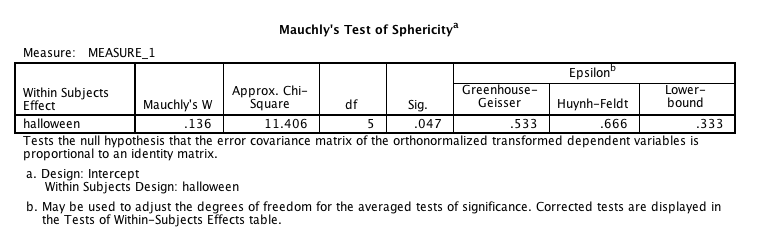 Mauchly's Test of Sphericityᵃ
Measure: MEASURE_1
Within Subjects Effect Mauchly's W Approx. Chi-Square df Sig. Epsilonᵇ
Greenhouse-Geisser Huynh-Feldt Lower-bound
halloween .136 11.406 5 .047 .533 .666 .333
Tests the null hypothesis that the error covariance matrix of the orthonormalized transformed dependent variables is
proportional to an identity matrix.
a. Design: Intercept
Within Subjects Design: halloween
b. May be used to adjust the degrees of freedom for the averaged tests of significance. Corrected tests are displayed in
the Tests of Within-Subjects Effects table.